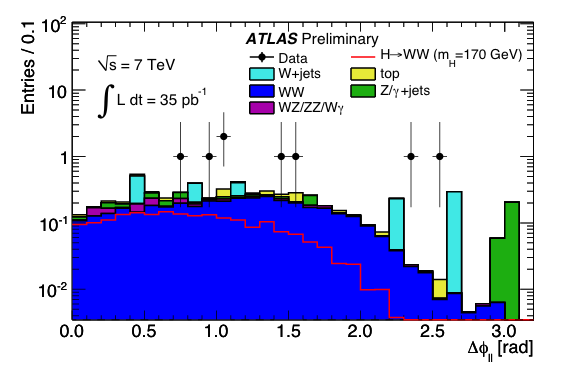 ATLAS Preliminary
√s = 7 TeV
∫ L dt = 35 pb⁻¹
Data
H→WW (m_H=170 GeV)
W+jets
top
WW
Z/γ+jets
WZ/ZZ/Wγ
Entries / 0.1
10²
10
1
10⁻¹
10⁻²
0.0 0.5 1.0 1.5 2.0 2.5 3.0
Δϕ_ll [rad]